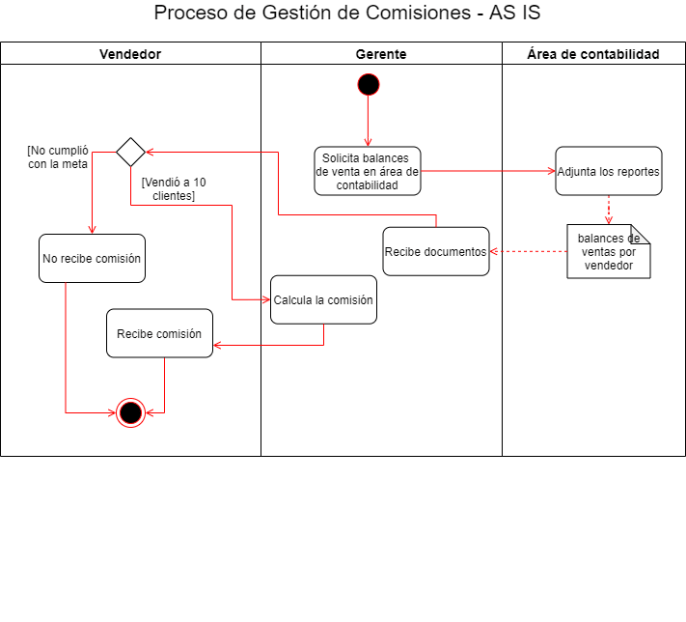 Proceso de Gestión de Comisiones - AS IS
Vendedor
Gerente
Área de contabilidad
[No cumplió
con la meta
[Vendió a 10
clientes]
Solicita balances
de venta en área de
contabilidad
Adjunta los reportes
No recibe comisión
Recibe documentos
balances de
ventas por
vendedor
Calcula la comisión
Recibe comisión